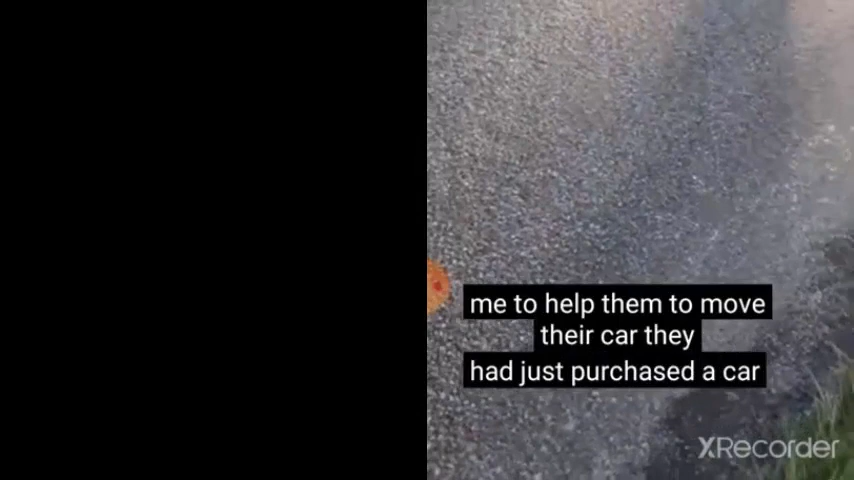 me to help them to move
their car they
had just purchased a car
XRecorder